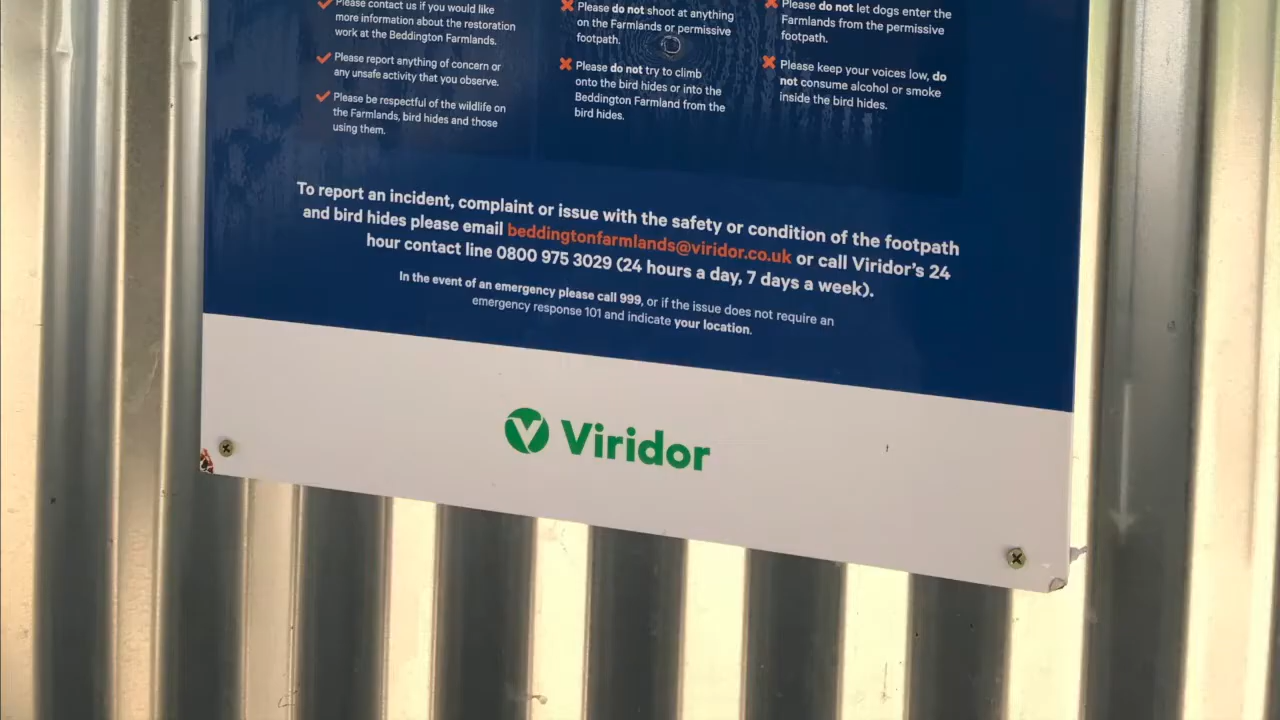 Please contact us if you would like
more information about the restoration
work at the Beddington Farmlands.
Please report anything of concern or
any unsafe activity that you observe.
Please be respectful of the wildlife on
the Farmlands, bird hides and those
using them.
Please do not shoot at anything
on the Farmlands or permissive
footpath.
Please do not try to climb
onto the bird hides or into the
Beddington Farmland from the
bird hides.
Please do not let dogs enter the
Farmlands from the permissive
footpath.
Please keep your voices low, do
not consume alcohol or smoke
inside the bird hides.
To report an incident, complaint or issue with the safety or condition of the footpath
and bird hides please email beddingtonfarmlands@viridor.co.uk or call Viridor's 24
hour contact line 0800 975 3029 (24 hours a day, 7 days a week).
In the event of an emergency please call 999, or if the issue does not require an
emergency response 101 and indicate your location.
Viridor